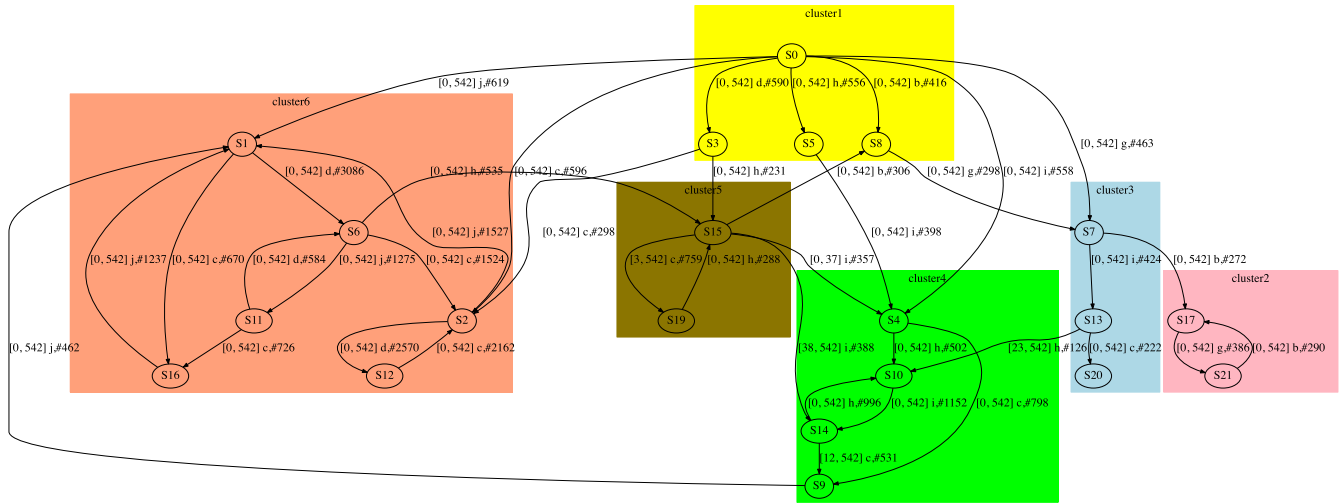 cluster1
S0
[0, 542] j,#619
[0, 542] d,#590
[0, 542] h,#556
[0, 542] b,#416
cluster6
S1
S3
S5
S8
[0, 542] g,#463
[0, 542] d,#3086
[0, 542] h,#535
[0, 542] c,#596
[0, 542] h,#231
[0, 542] b,#306
[0, 542] g,#298
[0, 542] i,#558
cluster5
cluster3
S6
[0, 542] j,#1527
[0, 542] c,#298
S15
[0, 542] i,#398
S7
[0, 542] j,#1237
[0, 542] c,#670
[0, 542] d,#584
[0, 542] j,#1275
[0, 542] c,#1524
[3, 542] c,#759
[0, 542] h,#288
[0, 37] i,#357
[0, 542] i,#424
[0, 542] b,#272
cluster4
cluster2
S11
S2
S19
S4
S13
S17
[0, 542] j,#462
[0, 542] c,#726
[0, 542] d,#2570
[0, 542] c,#2162
[38, 542] i,#388
[0, 542] h,#502
[23, 542] h,#126
[0, 542] c,#222
[0, 542] g,#386
[0, 542] b,#290
S16
S12
S10
S20
S21
[0, 542] h,#996
[0, 542] i,#1152
[0, 542] c,#798
S14
[12, 542] c,#531
S9